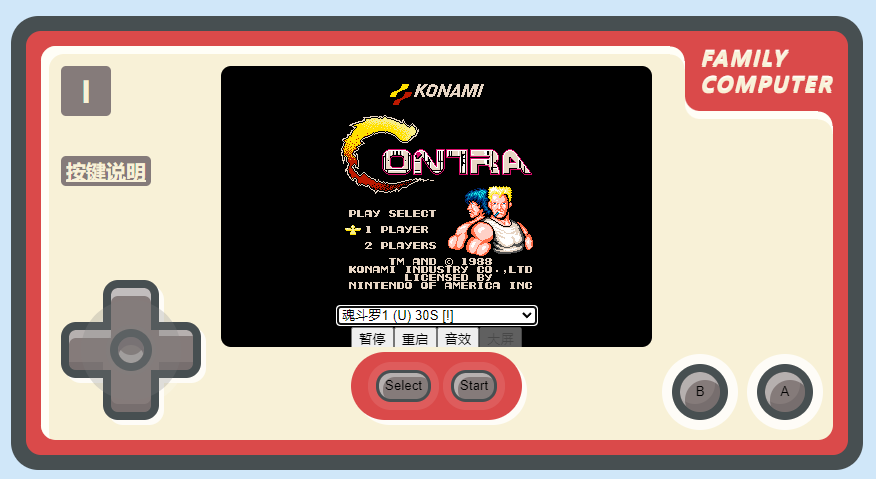 I
FAMILY
COMPUTER
KONAMI
CONTRA
按键说明
PLAY SELECT
1 PLAYER
2 PLAYERS
TM AND © 1988
KONAMI INDUSTRY CO.,LTD
LICENSED BY
NINTENDO OF AMERICA INC
魂斗罗1 (U) 30S [!]
暂停 重启 音效 大屏
Select Start
B A